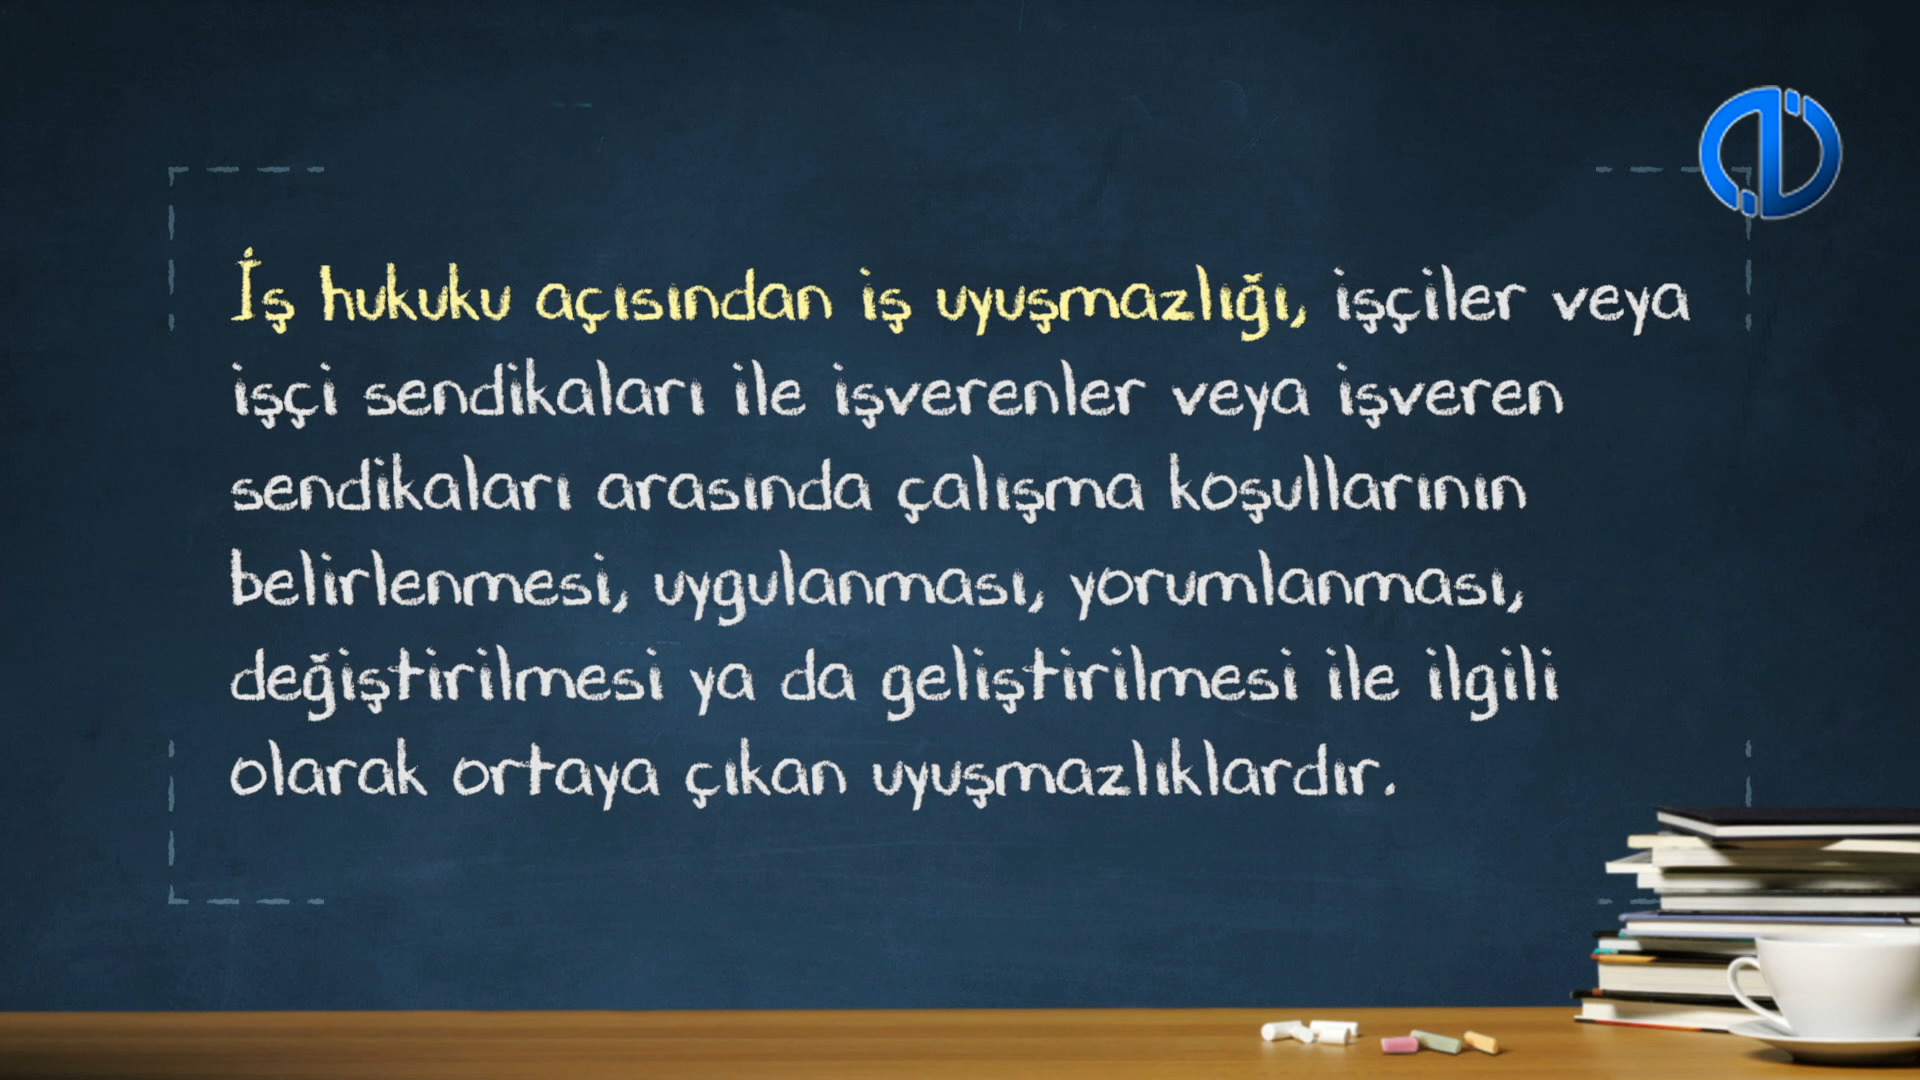 İş hukuku açısından iş uyuşmazlığı, işçiler veya
işçi sendikaları ile işverenler veya işveren
sendikaları arasında çalışma koşullarının
belirlenmesi, uygulanması, yorumlanması,
değiştirilmesi ya da geliştirilmesi ile ilgili
olarak ortaya çıkan uyuşmazlıklardır.